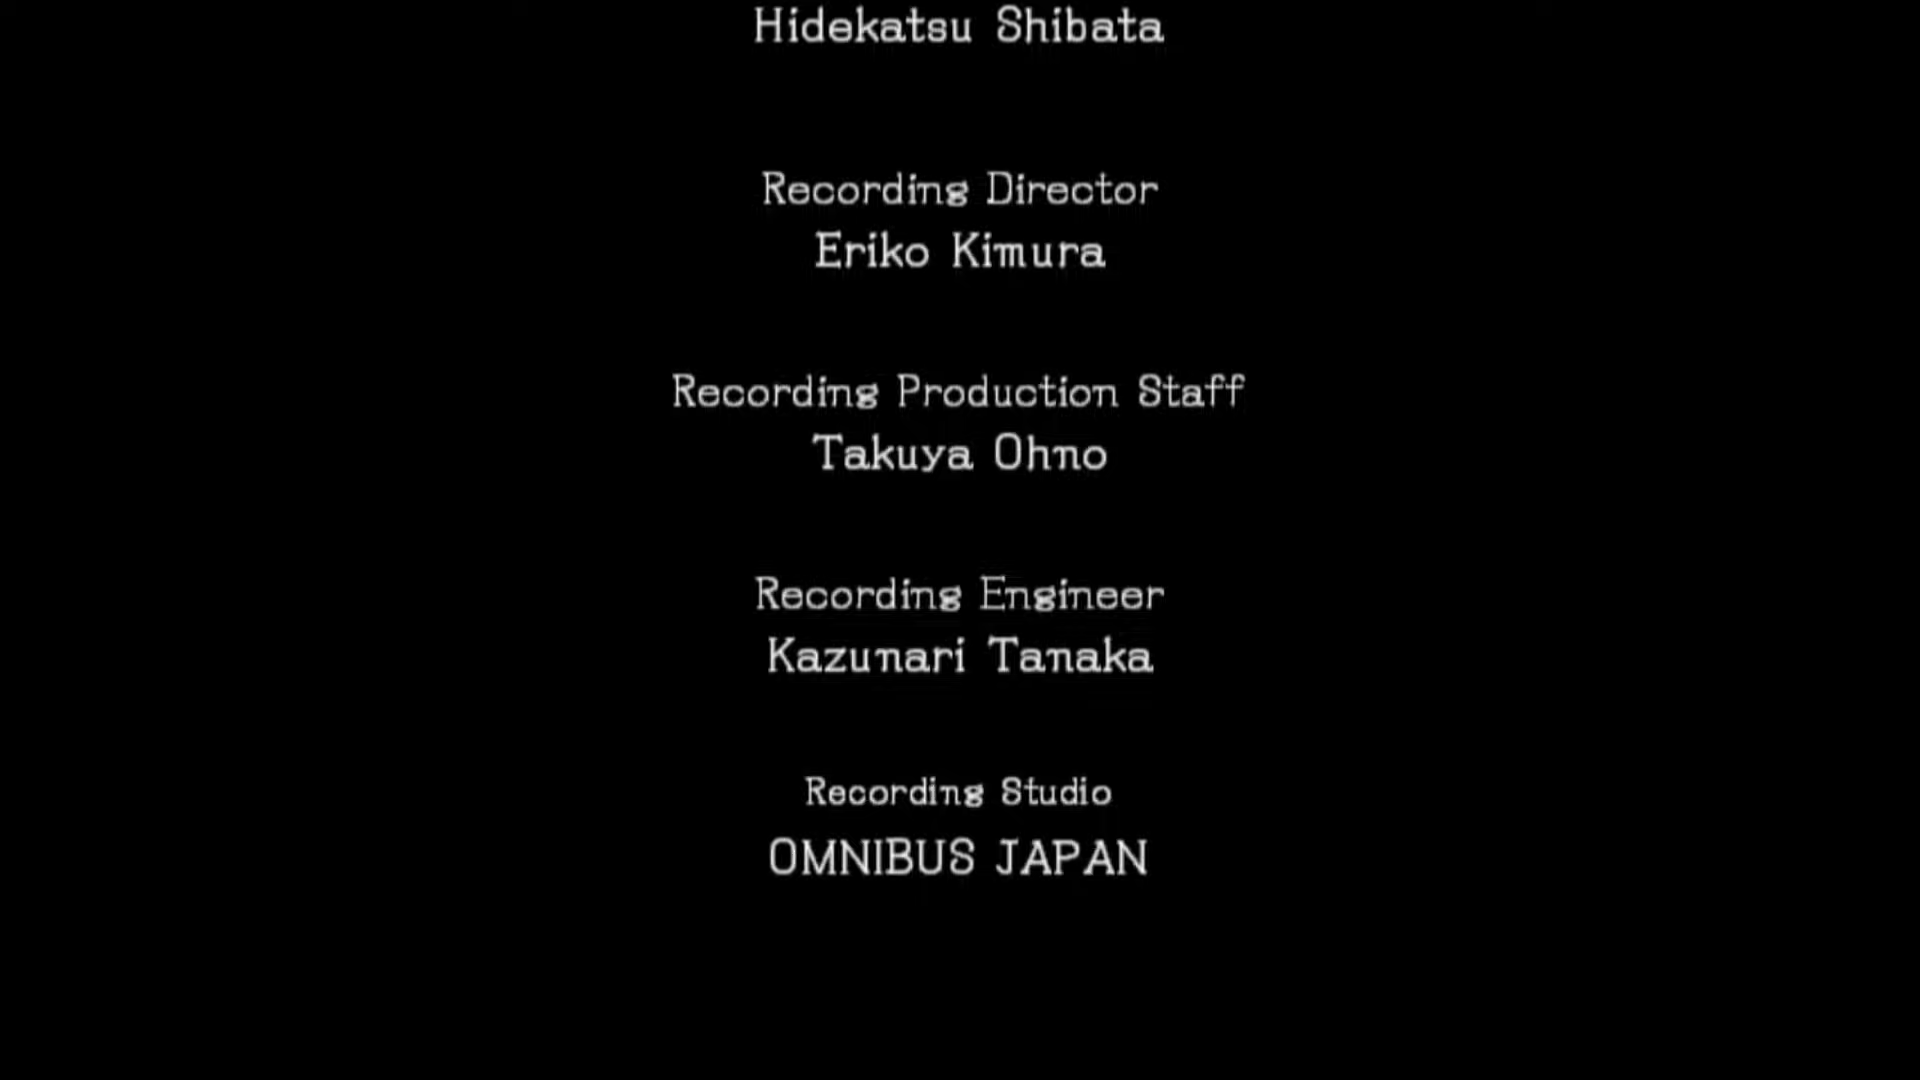 Hidekatsu Shibata
Recording Director
Eriko Kimura
Recording Production Staff
Takuya Ohno
Recording Engineer
Kazunari Tanaka
Recording Studio
OMNIBUS JAPAN